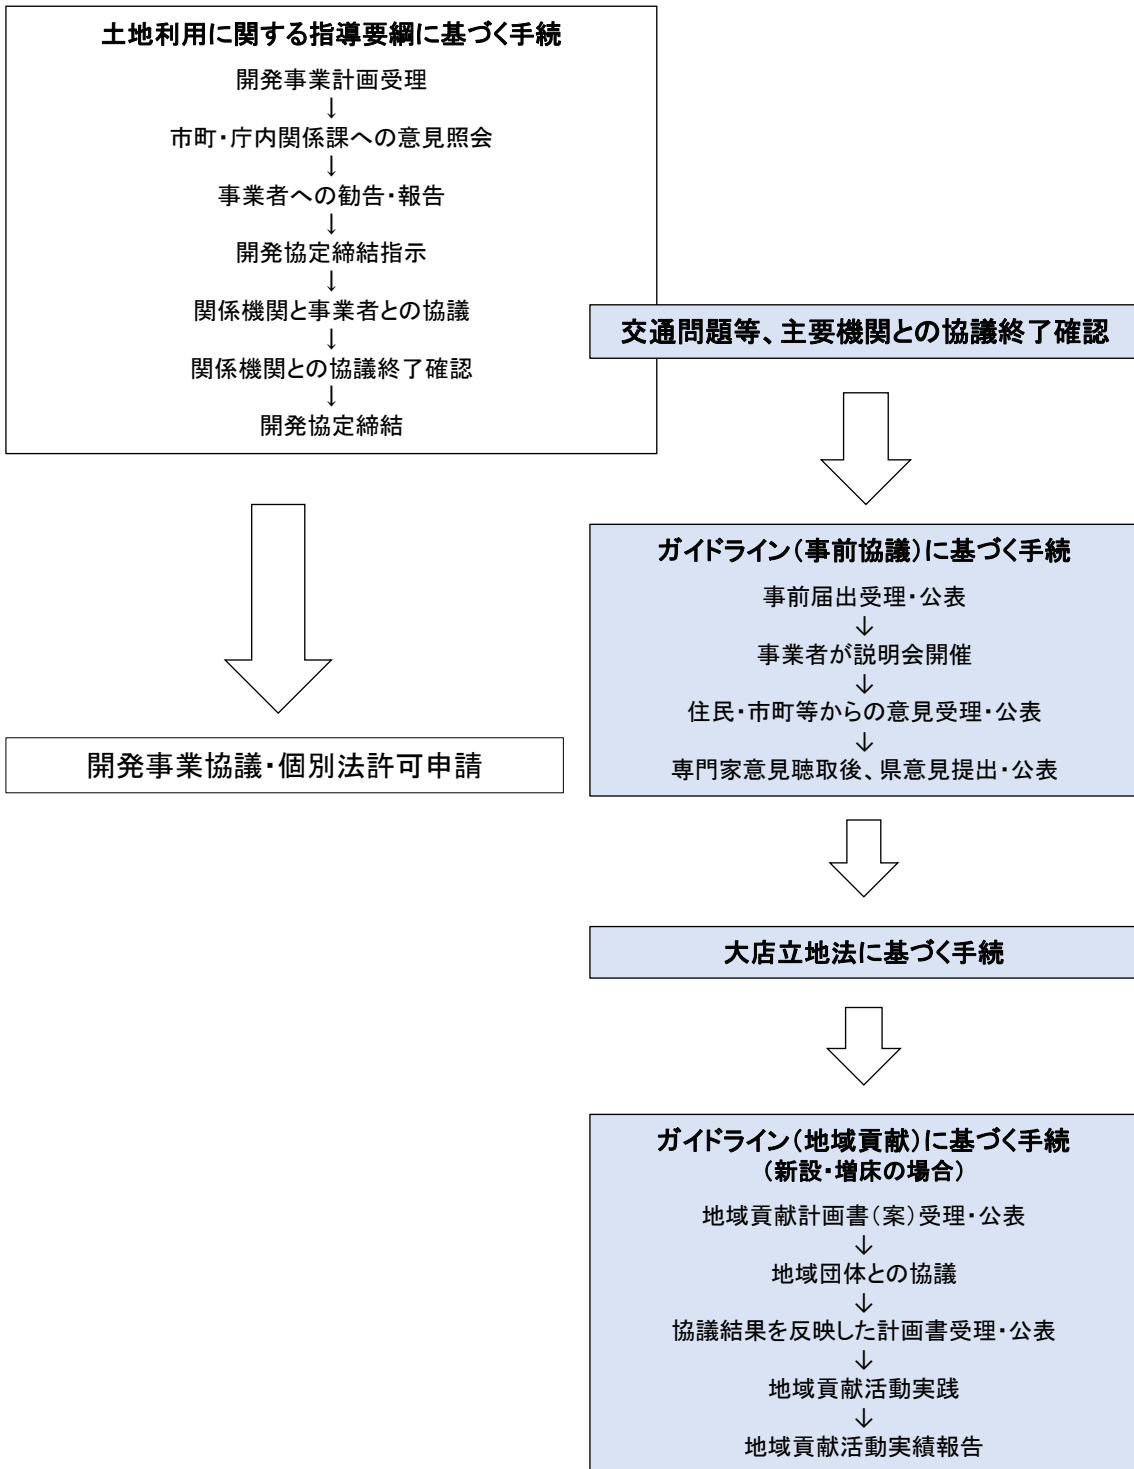 土地利用に関する指導要綱に基づく手続
開発事業計画受理
↓
市町・庁内関係課への意見照会
↓
事業者への勧告・報告
↓
開発協定締結指示
↓
関係機関と事業者との協議
↓
関係機関との協議終了確認
↓
開発協定締結
開発事業協議・個別法許可申請
交通問題等、主要機関との協議終了確認
ガイドライン（事前協議）に基づく手続
事前届出受理・公表
↓
事業者が説明会開催
↓
住民・市町等からの意見受理・公表
↓
専門家意見聴取後、県意見提出・公表
大店立地法に基づく手続
ガイドライン（地域貢献）に基づく手続
（新設・増床の場合）
地域貢献計画書（案）受理・公表
↓
地域団体との協議
↓
協議結果を反映した計画書受理・公表
↓
地域貢献活動実践
↓
地域貢献活動実績報告